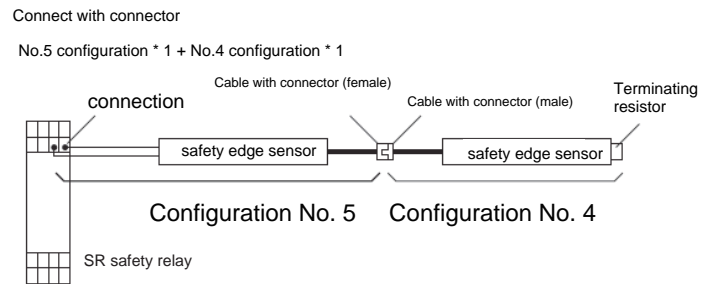 Connect with connector
No.5 configuration * 1 + No.4 configuration * 1
Cable with connector (female)
connection
Cable with connector (male)
Terminating
resistor
safety edge sensor
safety edge sensor
Configuration No. 5
Configuration No. 4
SR safety relay